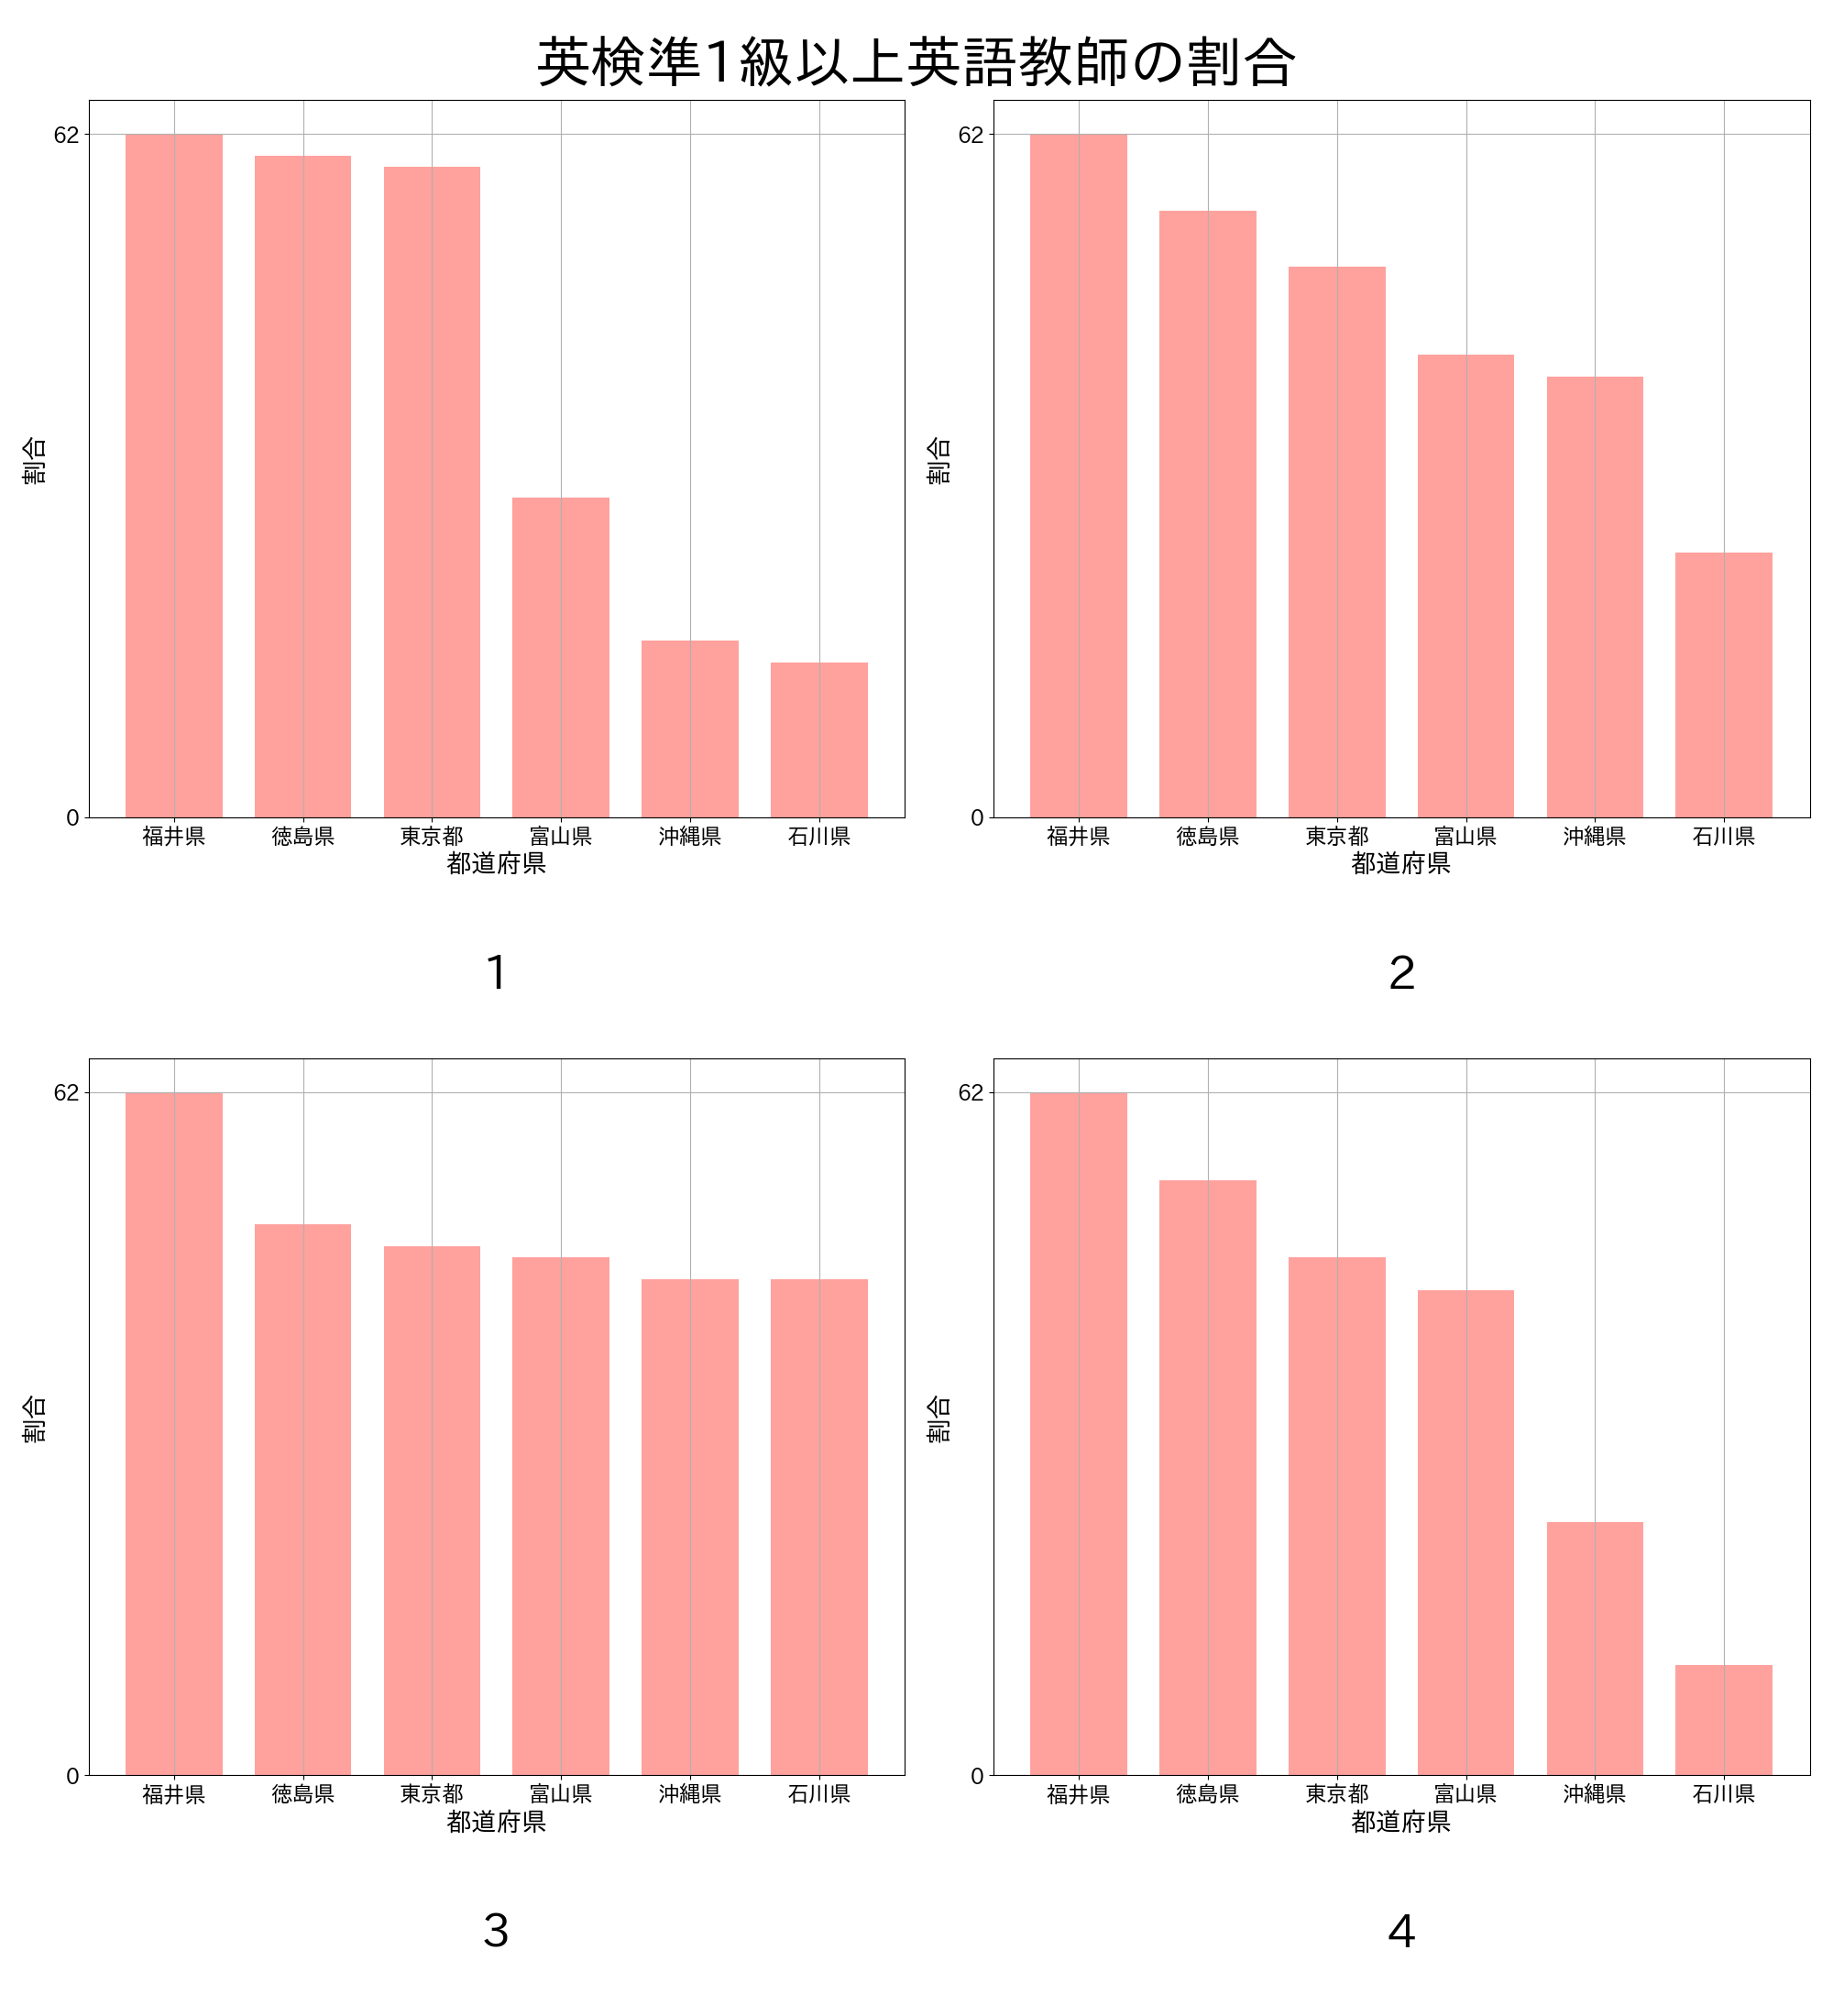 英検準1級以上英語教師の割合
62
0
割合
福井県 徳島県 東京都 富山県 沖縄県 石川県
都道府県
1
62
0
割合
福井県 徳島県 東京都 富山県 沖縄県 石川県
都道府県
2
62
0
割合
福井県 徳島県 東京都 富山県 沖縄県 石川県
都道府県
3
62
0
割合
福井県 徳島県 東京都 富山県 沖縄県 石川県
都道府県
4